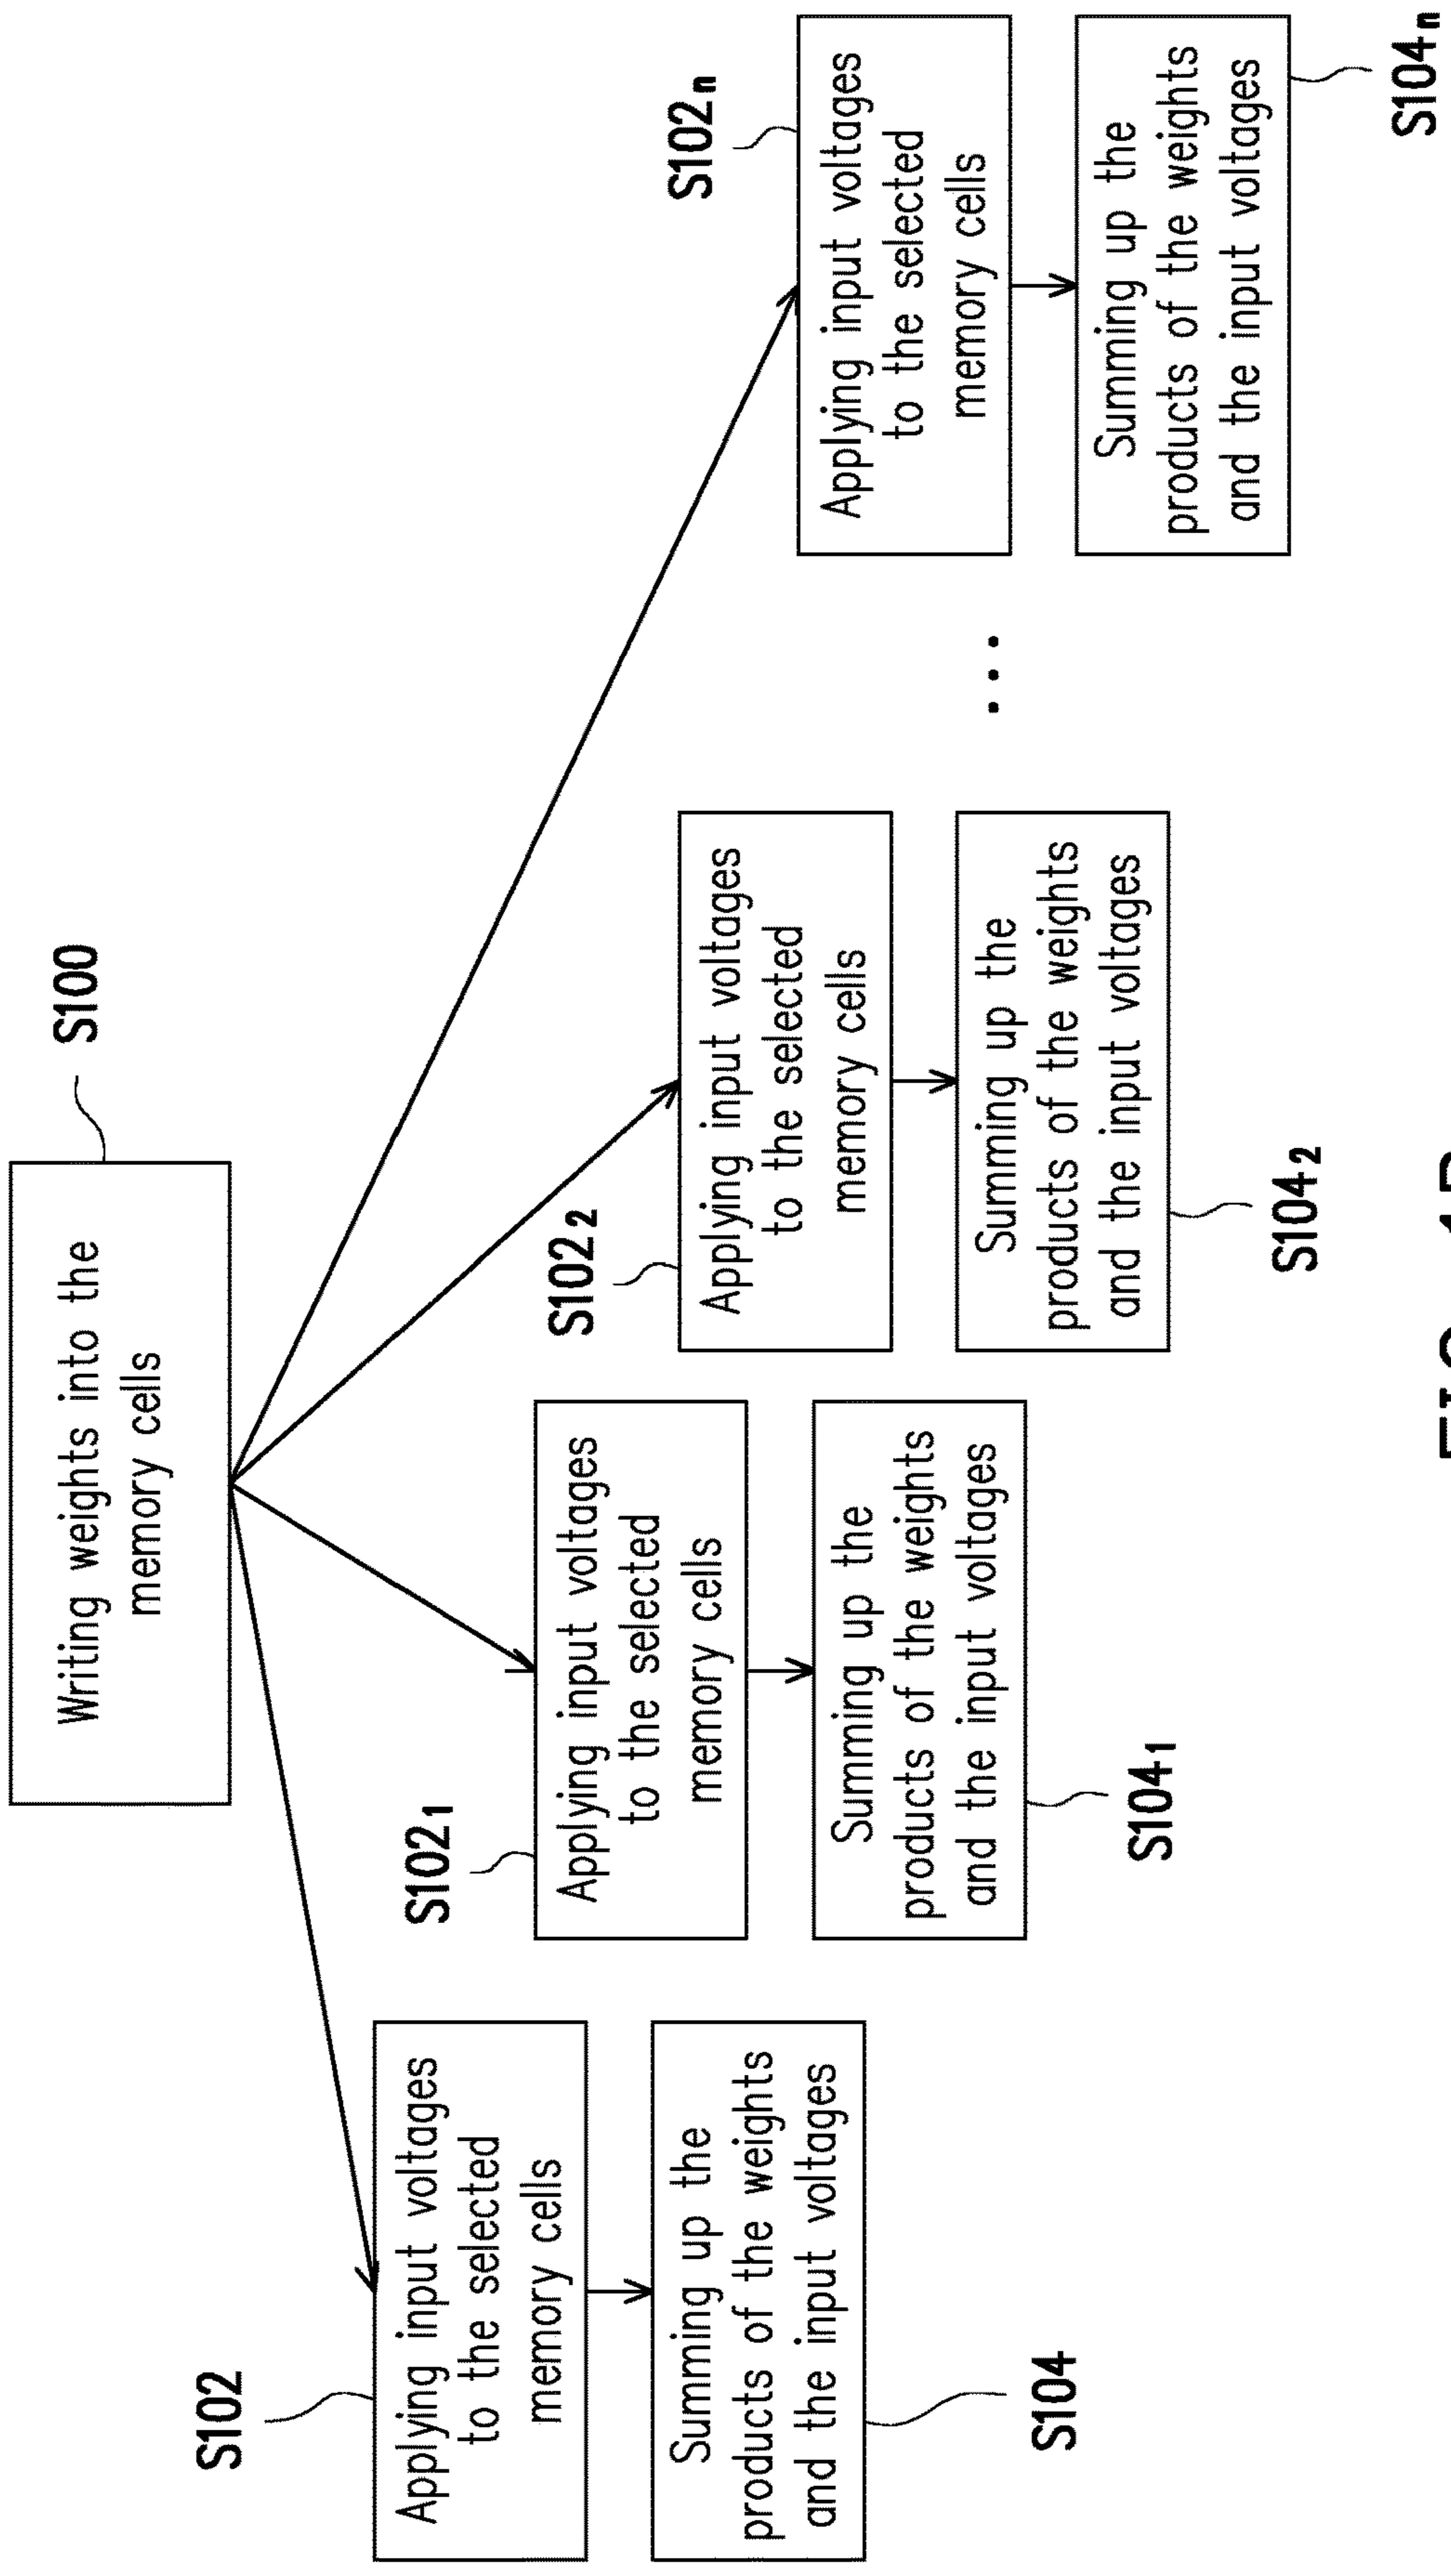 S100
Writing weights into the
memory cells
S102
Applying input voltages
to the selected
memory cells
Summing up the
products of the weights
and the input voltages
S104
S102₁
Applying input voltages
to the selected
memory cells
Summing up the
products of the weights
and the input voltages
S104₁
S102₂
Applying input voltages
to the selected
memory cells
Summing up the
products of the weights
and the input voltages
S104₂
...
S102ₙ
Applying input voltages
to the selected
memory cells
Summing up the
products of the weights
and the input voltages
S104ₙ